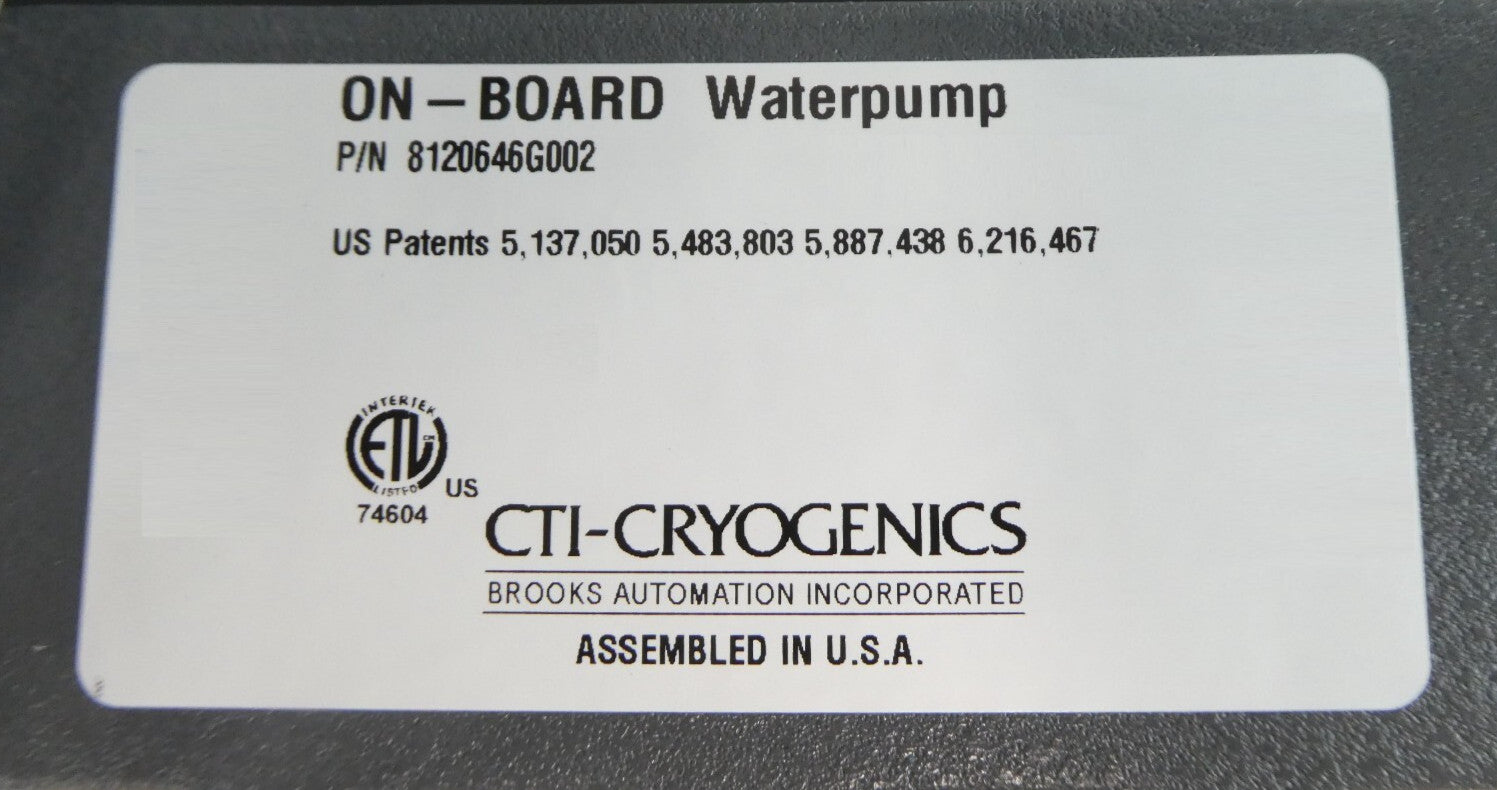 ON – BOARD Waterpump
P/N 8120646G002
US Patents 5,137,050 5,483,803 5,887,438 6,216,467
INTERTEK
ETL CM
LISTED
US
74604
CTI-CRYOGENICS
BROOKS AUTOMATION INCORPORATED
ASSEMBLED IN U.S.A.